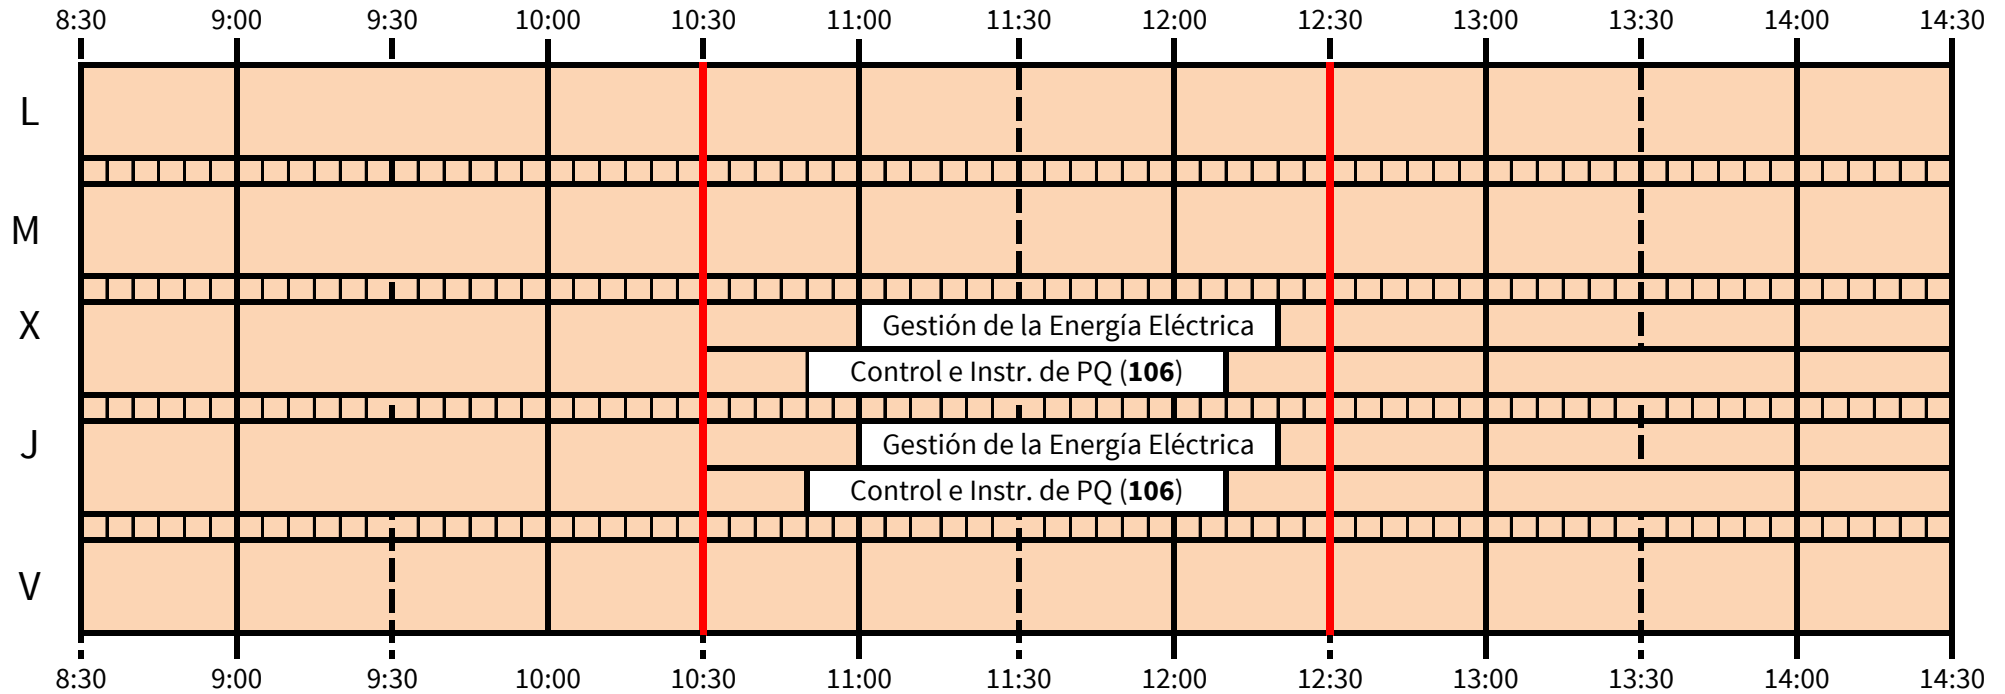 8:30 9:00 9:30 10:00 10:30 11:00 11:30 12:00 12:30 13:00 13:30 14:00 14:30
L
M
X
Gestión de la Energía Eléctrica
Control e Instr. de PQ (106)
J
Gestión de la Energía Eléctrica
Control e Instr. de PQ (106)
V
8:30 9:00 9:30 10:00 10:30 11:00 11:30 12:00 12:30 13:00 13:30 14:00 14:30